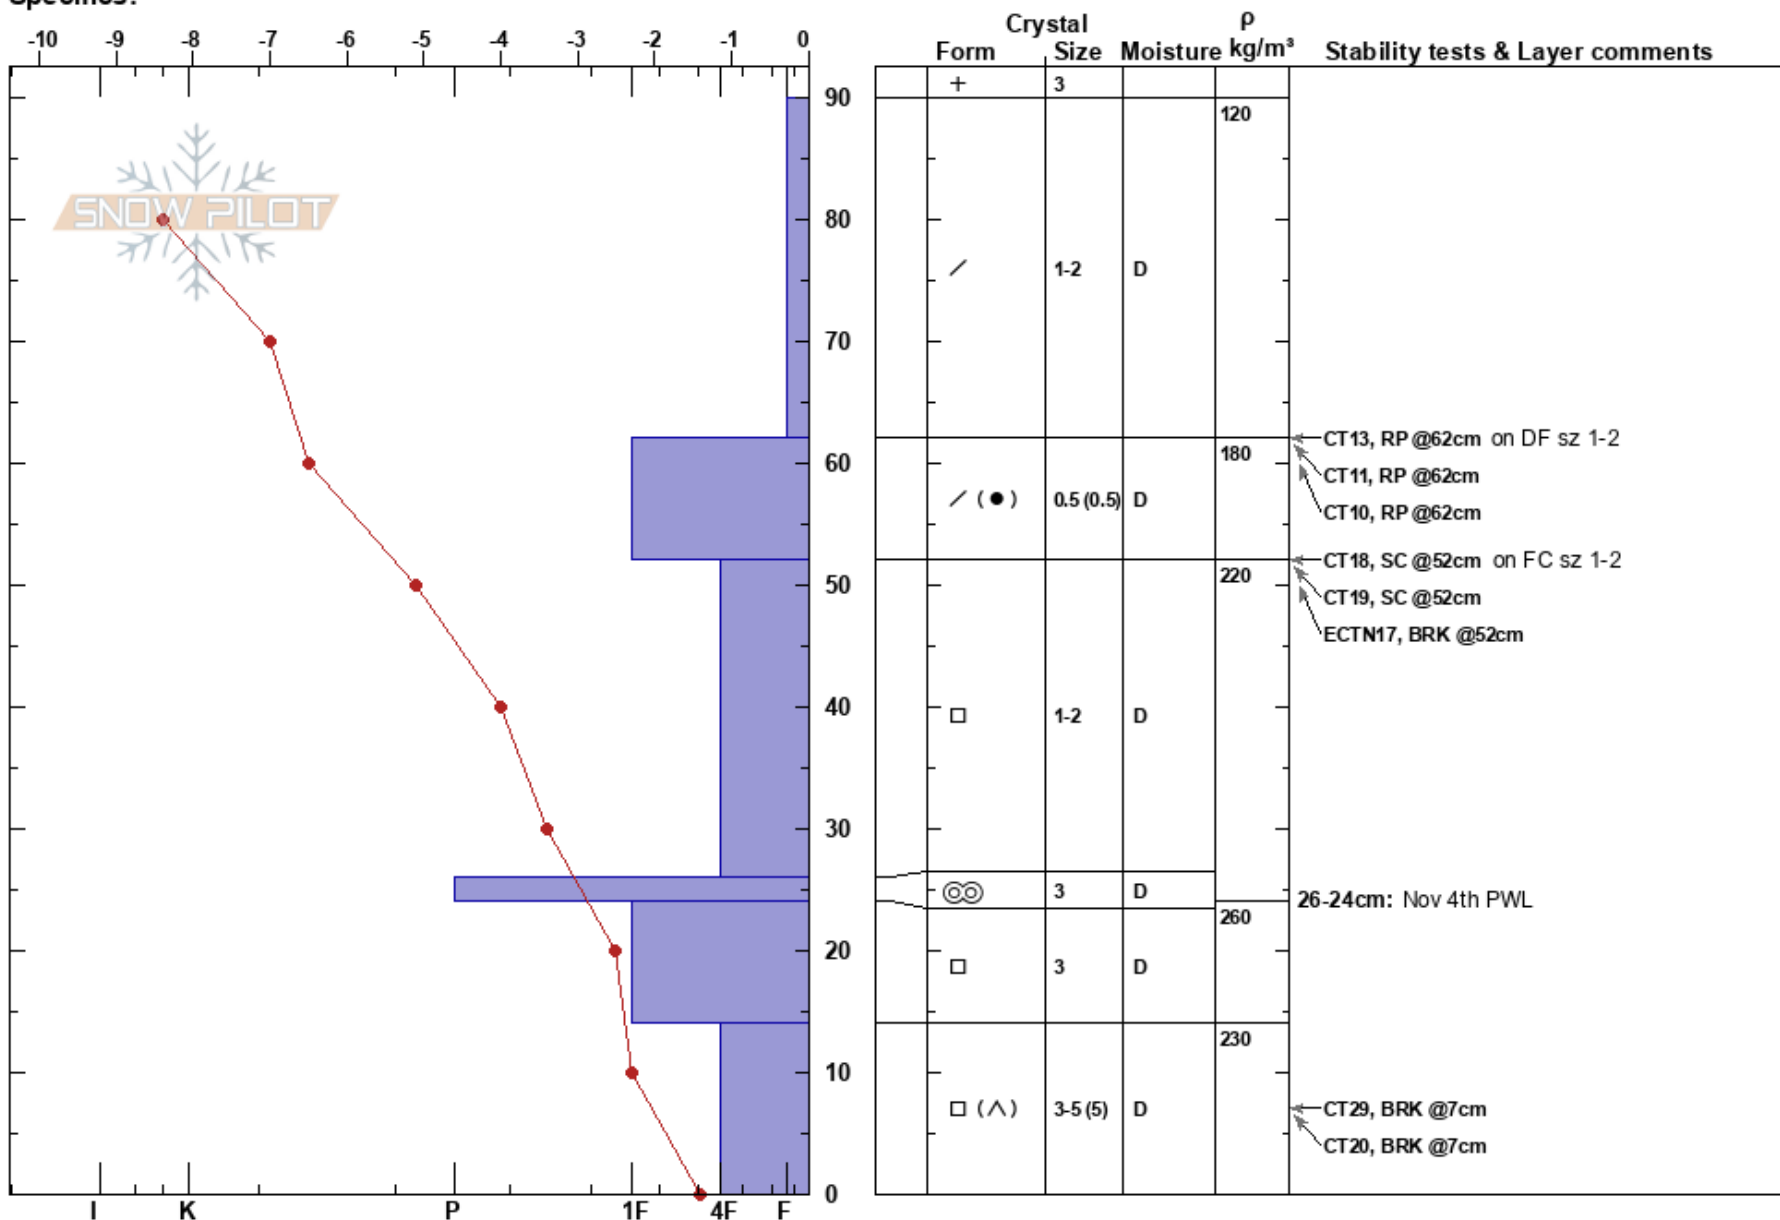 Specifics:
-10 -9 -8 -7 -6 -5 -4 -3 -2 -1 0
Crystal ρ
Form Size Moisture kg/m³ Stability tests & Layer comments
+ 3
90 120
SNOW PILOT
80
/ 1-2 D
70
CT13, RP @62cm on DF sz 1-2
180
60 CT11, RP @62cm
/ (●) 0.5 (0.5) D
CT10, RP @62cm
CT18, SC @52cm on FC sz 1-2
50 220
CT19, SC @52cm
ECTN17, BRK @52cm
40
□ 1-2 D
30
3 D
26-24cm: Nov 4th PWL
260
20
□ 3 D
230
10
□ (∧) 3-5 (5) D
CT29, BRK @7cm
CT20, BRK @7cm
0
I K P 1F 4F F